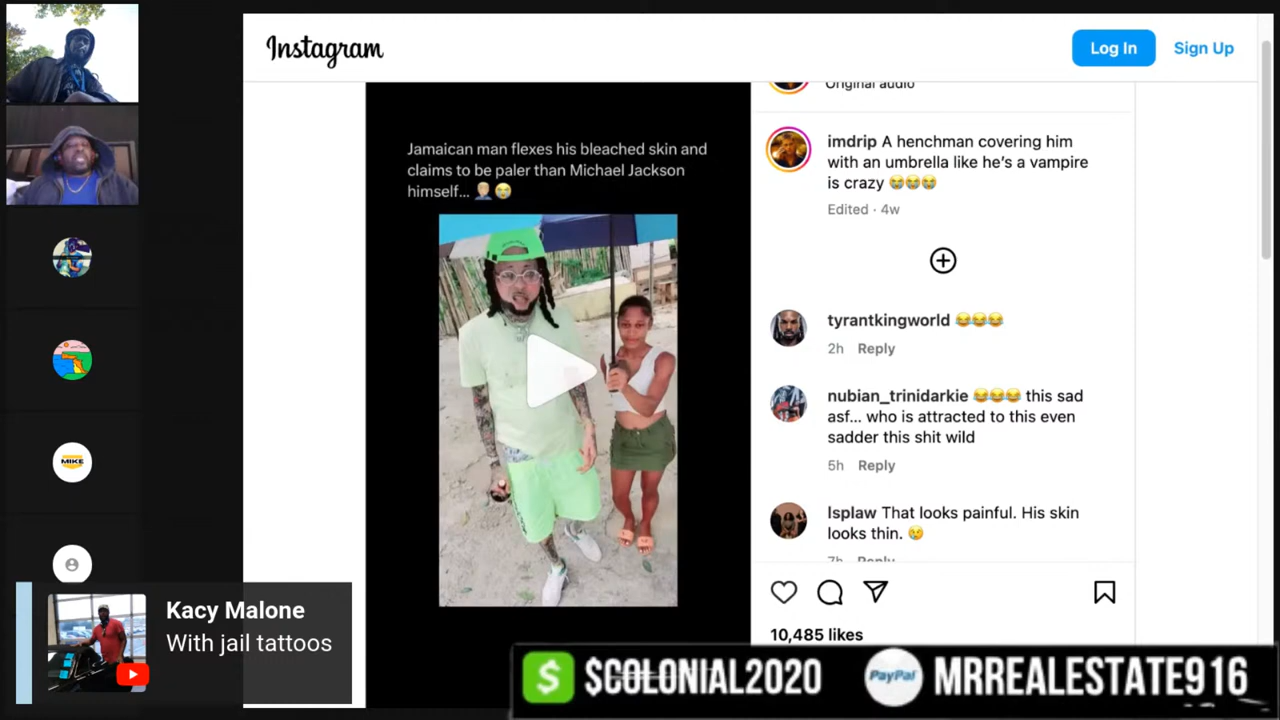 Instagram
Log In
Sign Up
Original audio
Jamaican man flexes his bleached skin and
claims to be paler than Michael Jackson
himself... 🤦🏼‍♂️😭
imdrip A henchman covering him
with an umbrella like he's a vampire
is crazy 😭😭😭
Edited · 4w
tyrantkingworld 😂😂😂
2h Reply
nubian_trinidarkie 😂😂😂 this sad
asf... who is attracted to this even
sadder this shit wild
5h Reply
lsplaw That looks painful. His skin
looks thin. 😢
7h Reply
10,485 likes
MIKE
Kacy Malone
With jail tattoos
$ $COLONIAL2020
PayPal MRREALESTATE916